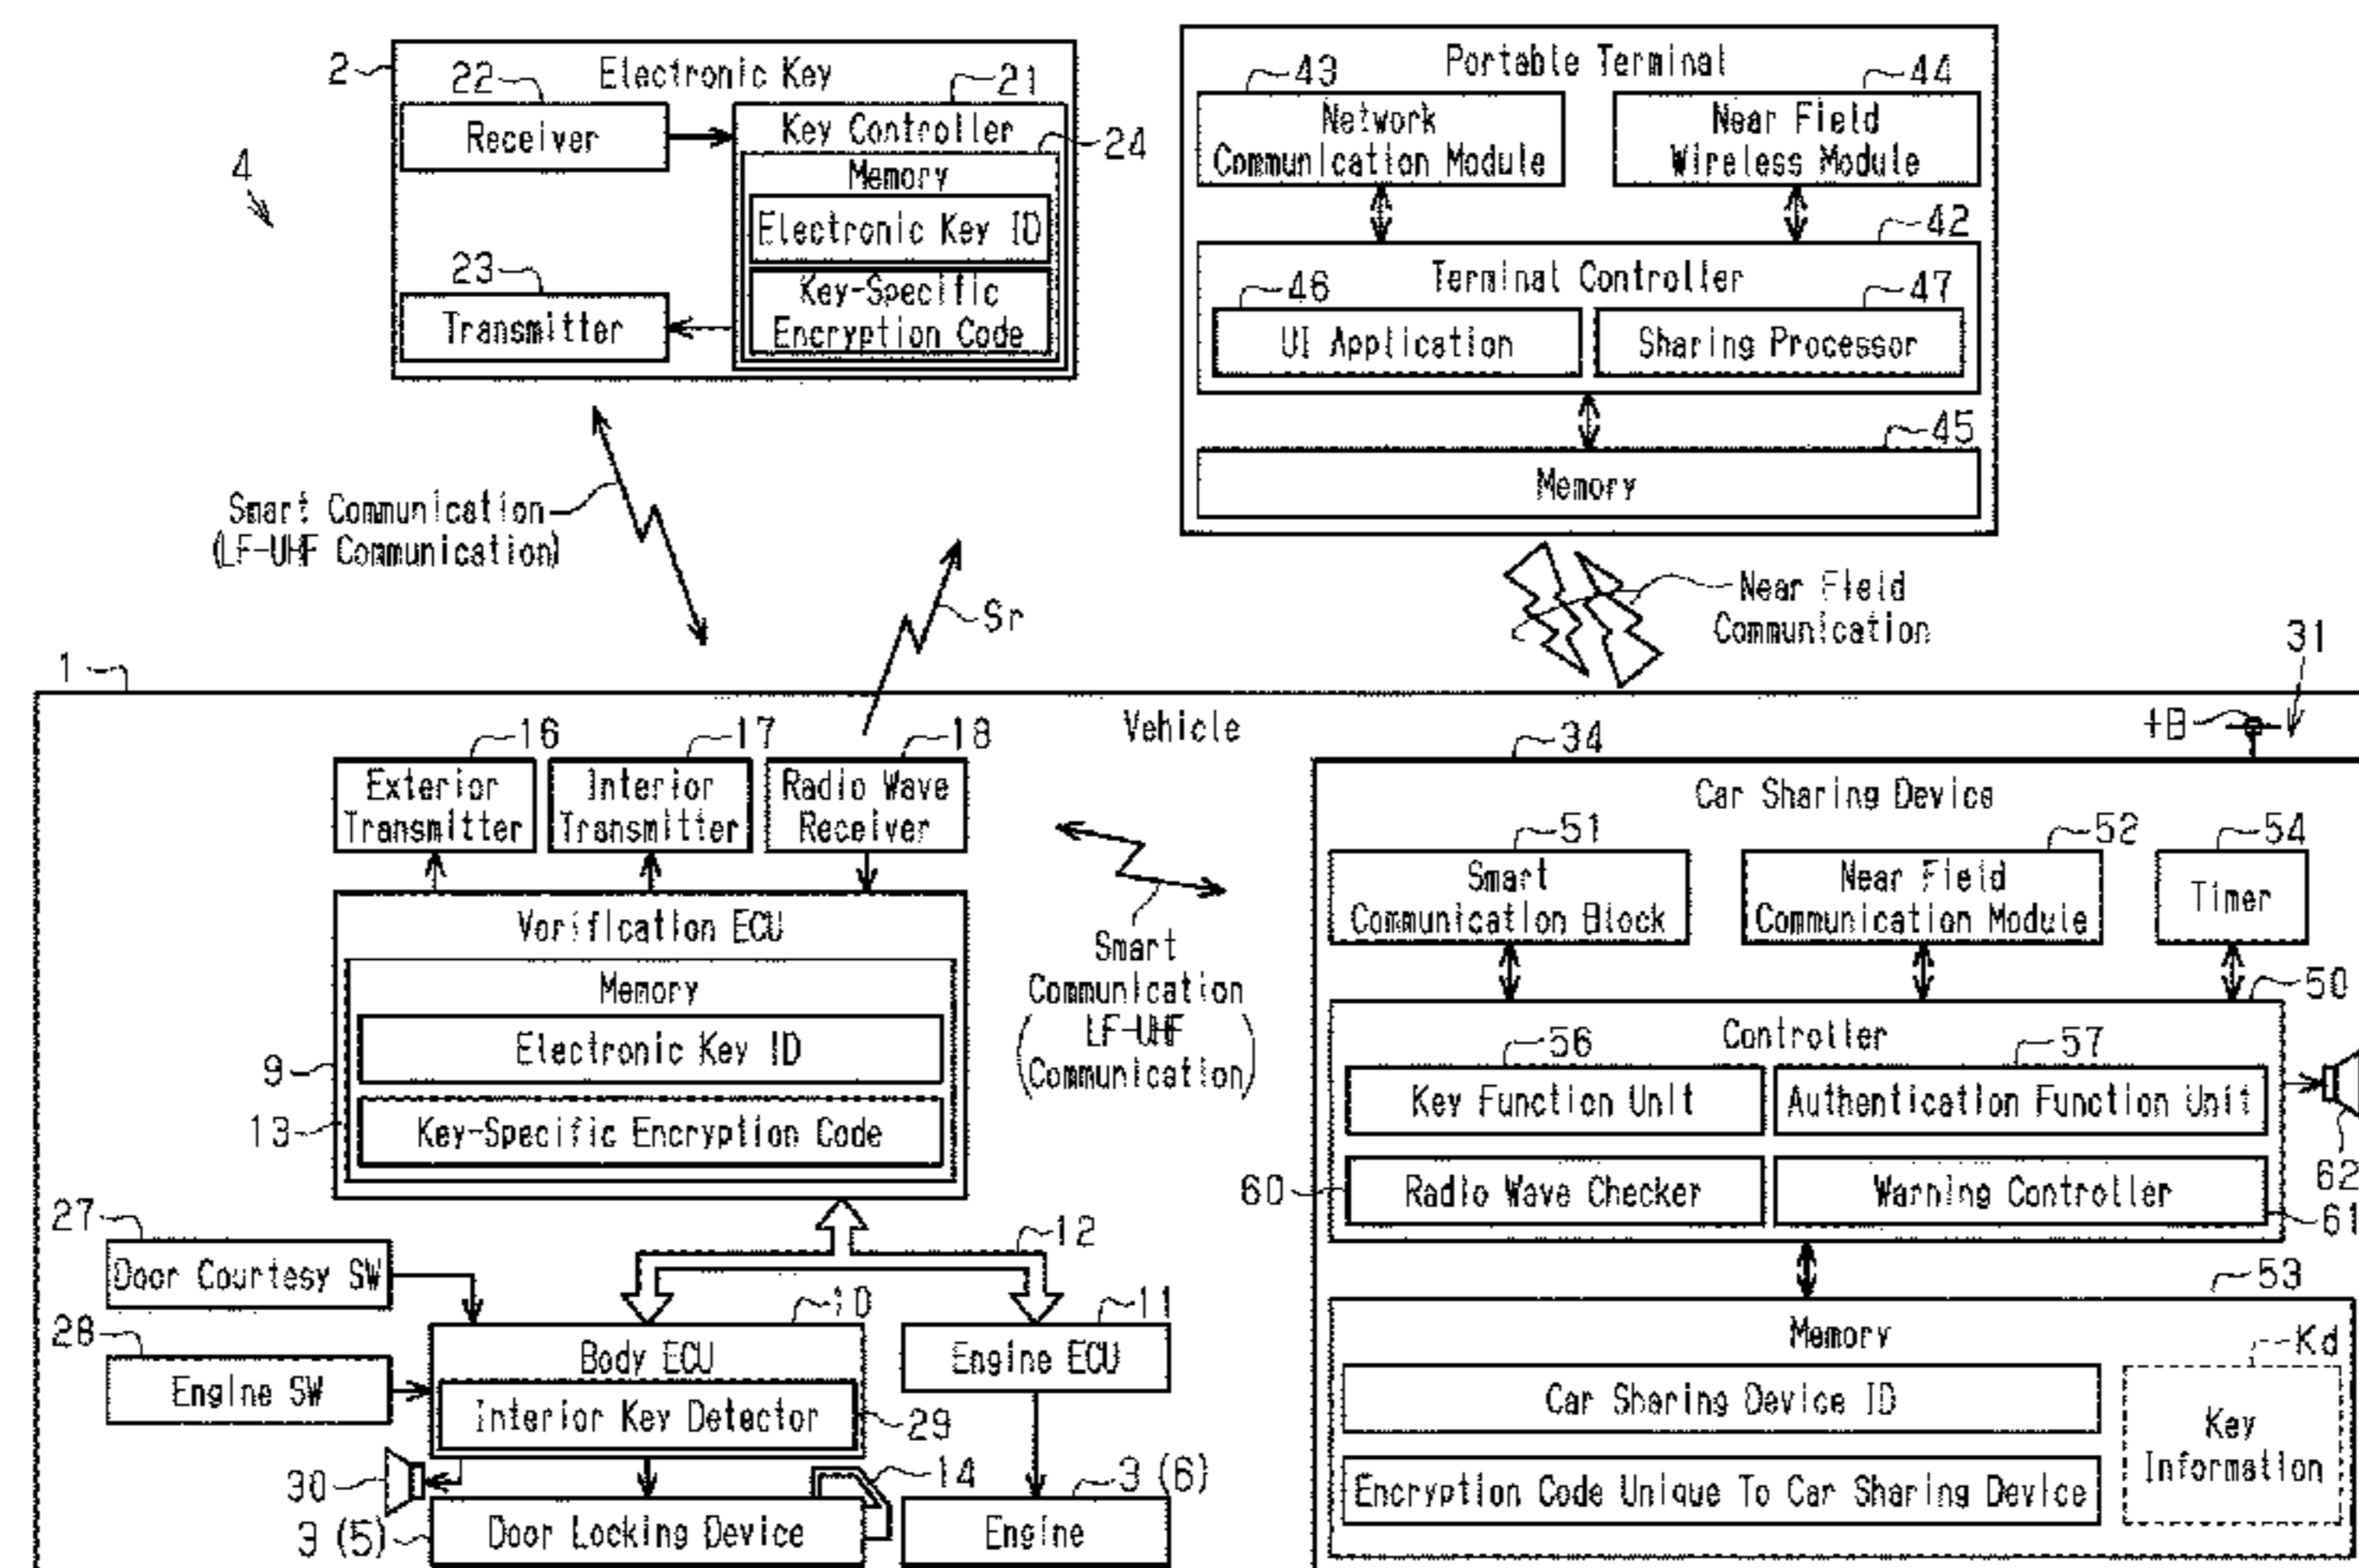 2
Electronic Key
22
21
Receiver
Key Controller
24
Memory
Electronic Key ID
Key-Specific
Encryption Code
23
Transmitter
4
Portable Terminal
43
44
Network
Communication Module
Near Field
Wireless Module
42
Terminal Controller
46
47
UI Application
Sharing Processor
45
Memory
Smart Communication
(LF-UHF Communication)
Sr
Near Field
Communication
31
1
Vehicle
+B
16
17
18
Exterior
Transmitter
Interior
Transmitter
Radio Wave
Receiver
Verification ECU
Memory
Electronic Key ID
9
Key-Specific Encryption Code
13
Smart
Communication
(LF-UHF
Communication)
34
Car Sharing Device
51
52
54
Smart
Communication Block
Near Field
Communication Module
Timer
50
Controller
56
57
Key Function Unit
Authentication Function Unit
62
60
Radio Wave Checker
Warning Controller
61
53
Memory
Kd
Car Sharing Device ID
Key
Information
Encryption Code Unique To Car Sharing Device
27
Door Courtesy SW
12
28
Engine SW
10
11
Body ECU
Engine ECU
Interior Key Detector
29
30
14
3 (6)
3 (5)
Door Locking Device
Engine